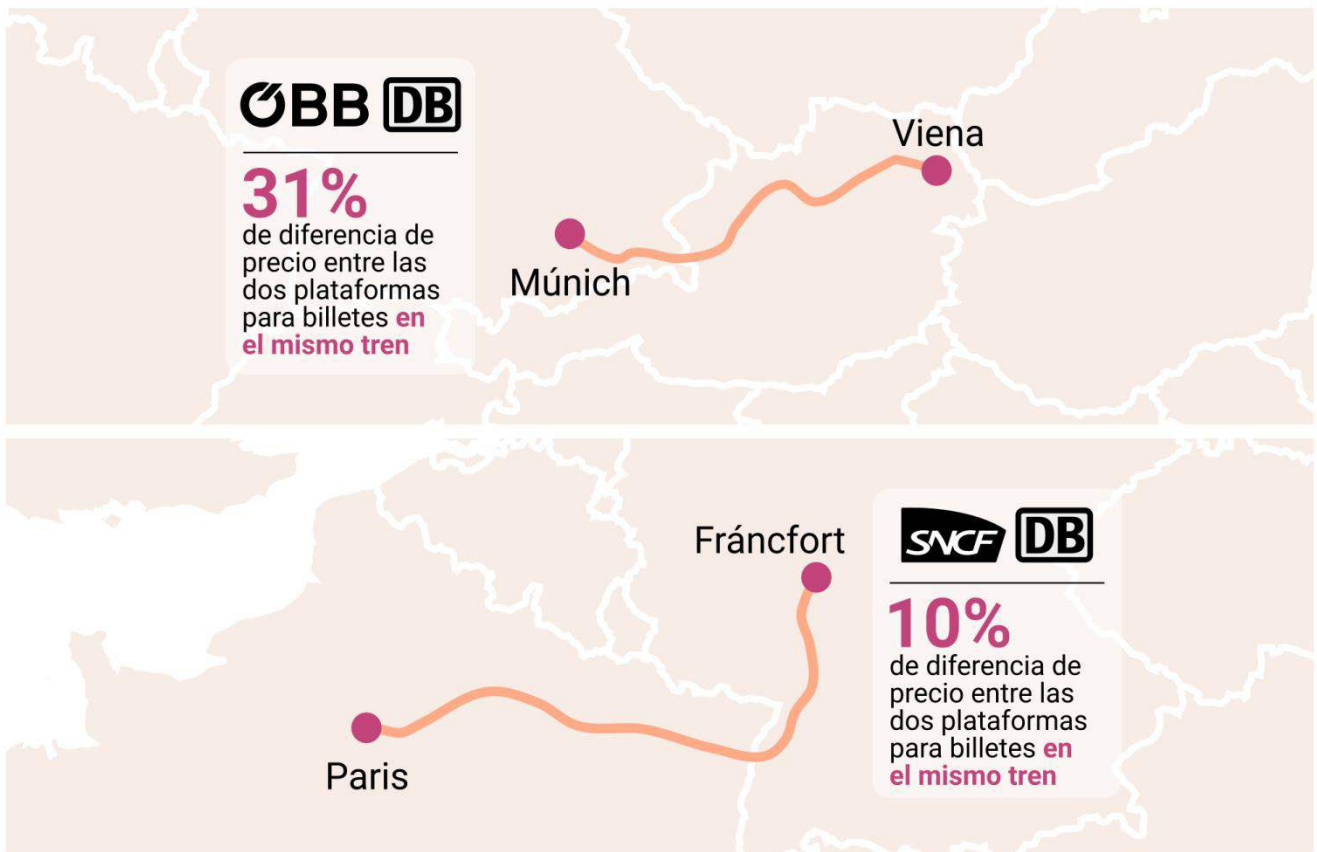 ÖBB DB
31%
de diferencia de
precio entre las
dos plataformas
para billetes en
el mismo tren
Viena
Múnich
Fráncfort
SNCF DB
10%
de diferencia de
precio entre las
dos plataformas
para billetes en
el mismo tren
Paris